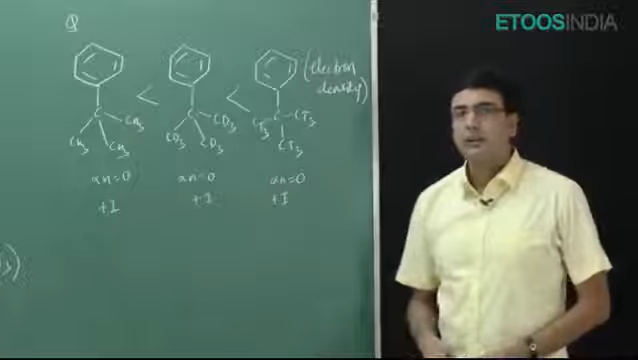 ETOOSINDIA
Q
< <
(electron
density)
C C C
CH3 CD3 CT3
CH3 CH3 CD3 CD3 CT3 CT3
αH=0 αH=0 αH=0
+I +I +I